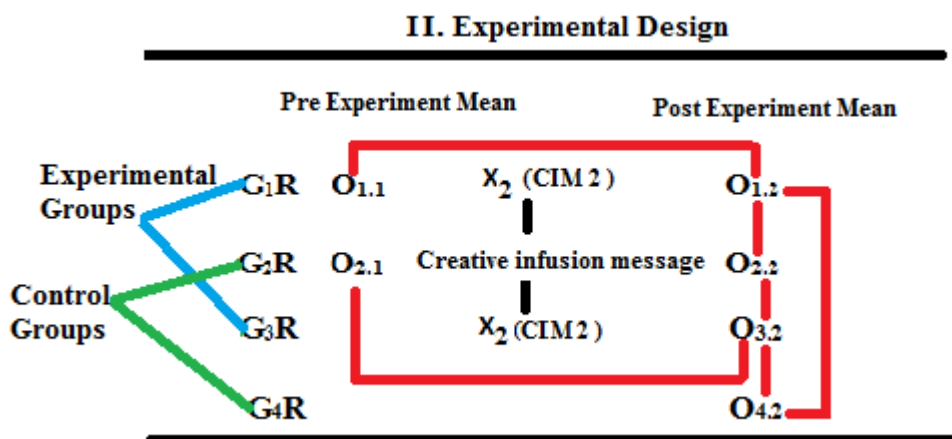 II. Experimental Design
Pre Experiment Mean Post Experiment Mean
Experimental Groups
G₁R O₁.₁ X₂ (CIM 2) O₁.₂
G₂R O₂.₁ Creative infusion message O₂.₂
Control Groups
G₃R X₂ (CIM 2) O₃.₂
G₄R O₄.₂